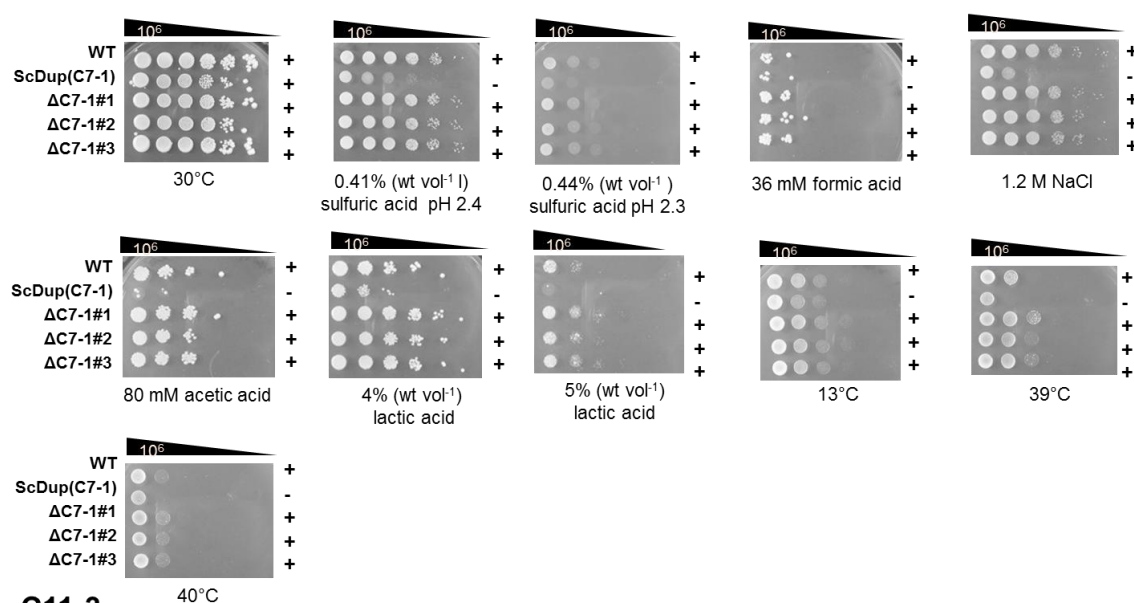 10⁶ 10⁶ 10⁶ 10⁶ 10⁶
WT + + + + +
ScDup(C7-1) + - - - -
ΔC7-1#1 + + + + +
ΔC7-1#2 + + + + +
ΔC7-1#3 + + + + +
30°C
0.41% (wt vol⁻¹ l)
sulfuric acid pH 2.4
0.44% (wt vol⁻¹ )
sulfuric acid pH 2.3
36 mM formic acid
1.2 M NaCl
10⁶ 10⁶ 10⁶ 10⁶ 10⁶
WT + + + + +
ScDup(C7-1) - - - - -
ΔC7-1#1 + + + + +
ΔC7-1#2 + + + + +
ΔC7-1#3 + + + + +
80 mM acetic acid
4% (wt vol⁻¹)
lactic acid
5% (wt vol⁻¹)
lactic acid
13°C
39°C
10⁶
WT +
ScDup(C7-1) -
ΔC7-1#1 +
ΔC7-1#2 +
ΔC7-1#3 +
40°C